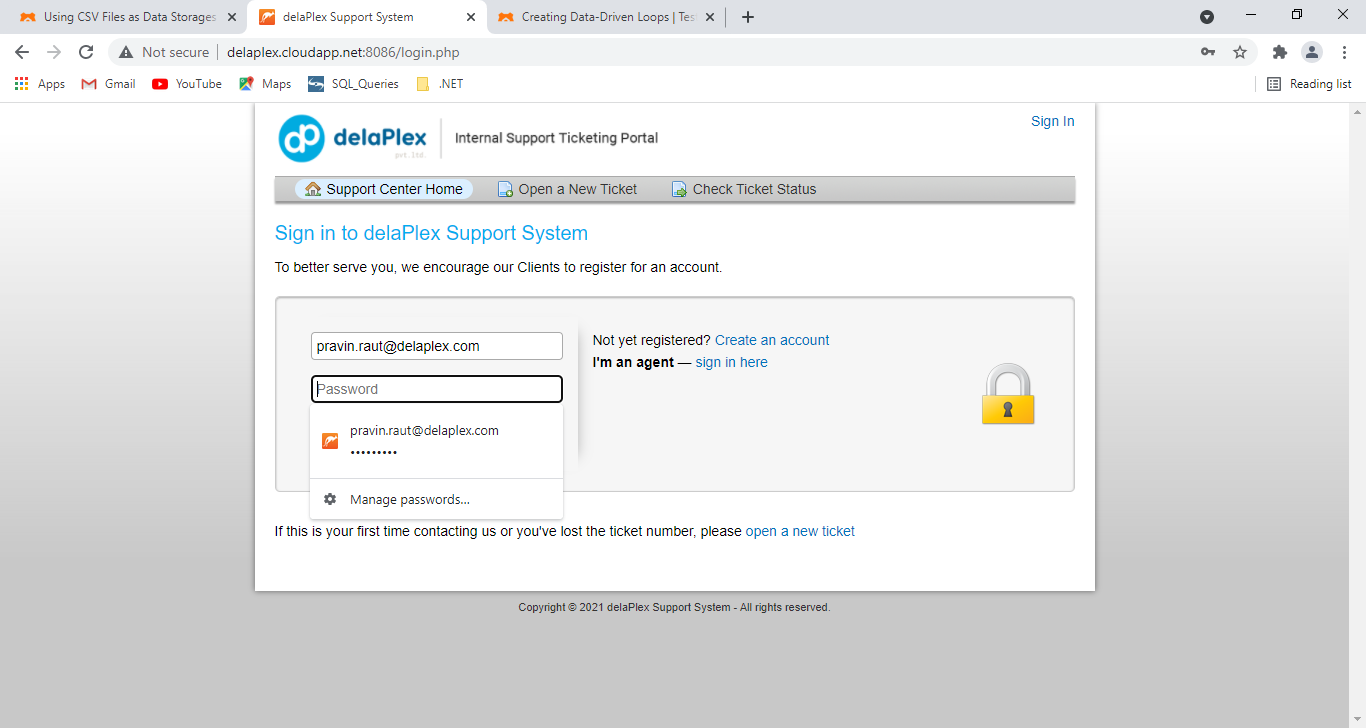 Using CSV Files as Data Storages
delaPlex Support System
Creating Data-Driven Loops | Tes
Not secure
delaplex.cloudapp.net:8086/login.php
Apps
Gmail
YouTube
Maps
SQL_Queries
.NET
Reading list
dp delaPlex
pvt.ltd.
Internal Support Ticketing Portal
Sign In
Support Center Home
Open a New Ticket
Check Ticket Status
Sign in to delaPlex Support System
To better serve you, we encourage our Clients to register for an account.
pravin.raut@delaplex.com
Password
pravin.raut@delaplex.com
•••••••••
Manage passwords...
Not yet registered? Create an account
I'm an agent — sign in here
If this is your first time contacting us or you've lost the ticket number, please open a new ticket
Copyright © 2021 delaPlex Support System - All rights reserved.